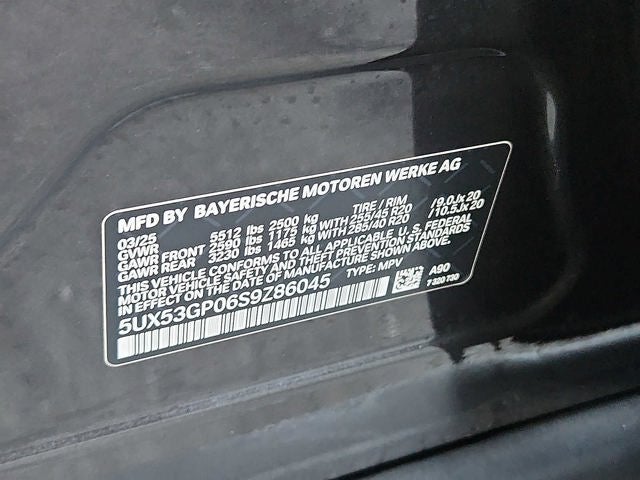 MFD BY BAYERISCHE MOTOREN WERKE AG
03/25 TIRE / RIM
GVWR 5512 lbs 2500 kg
GAWR FRONT 2590 lbs 1175 kg WITH 255/45 R20 /9.0Jx20
GAWR REAR 3230 lbs 1465 kg WITH 285/40 R20 /10.5Jx20
THIS VEHICLE CONFORMS TO ALL APPLICABLE U.S. FEDERAL
MOTOR VEHICLE SAFETY AND THEFT PREVENTION STANDARDS
IN EFFECT ON THE DATE OF MANUFACTURE SHOWN ABOVE.
5UX53GP06S9Z86045 TYPE: MPV
A90
7 320 730